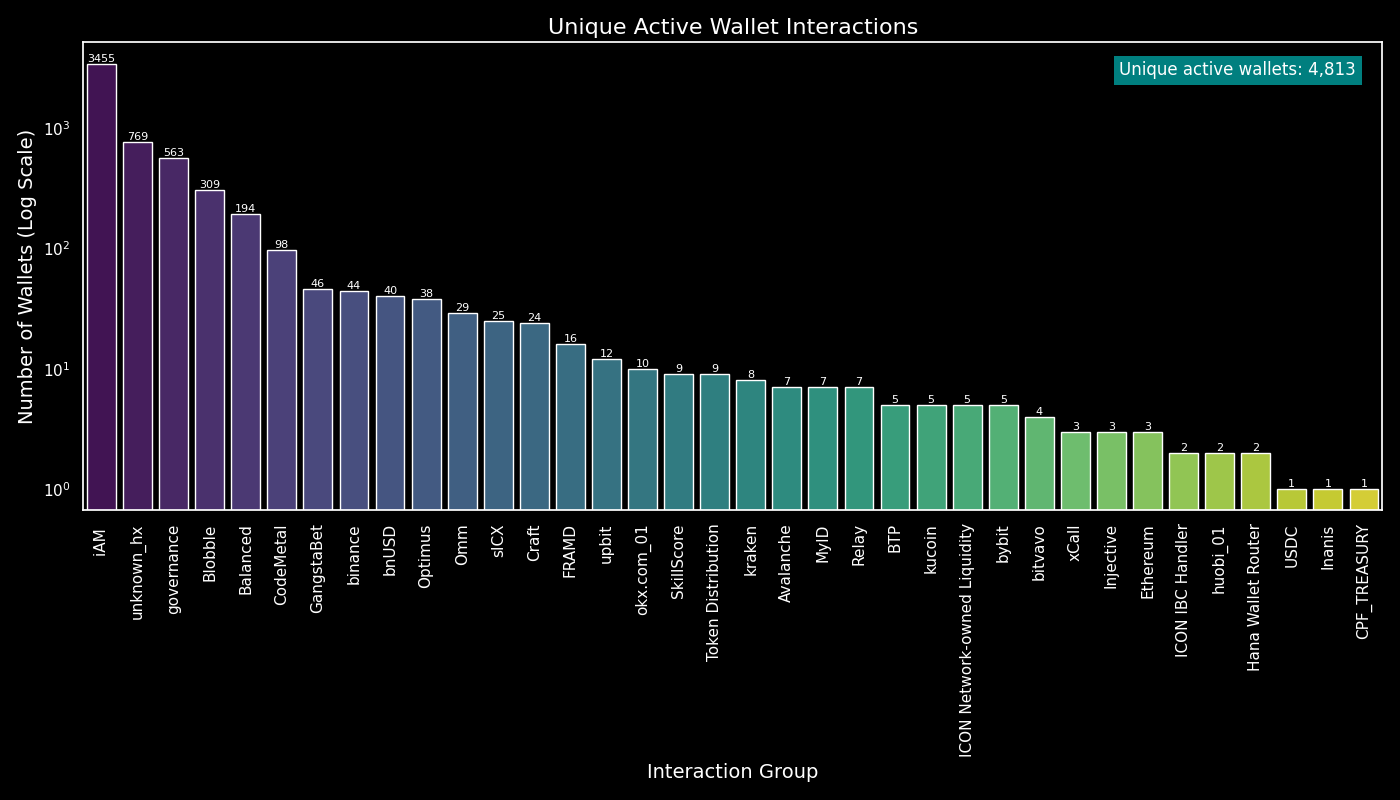 Unique Active Wallet Interactions
Unique active wallets: 4,813
Number of Wallets (Log Scale)
10³
10²
10¹
10⁰
3455
769
563
309
194
98
46
44
40
38
29
25
24
16
12
10
9
9
8
7
7
7
5
5
5
5
4
3
3
3
2
2
2
1
1
1
iAM
unknown_hx
governance
Blobble
Balanced
CodeMetal
GangstaBet
binance
bnUSD
Optimus
Omm
sICX
Craft
FRAMD
upbit
okx.com_01
SkillScore
Token Distribution
kraken
Avalanche
MyID
Relay
BTP
kucoin
ICON Network-owned Liquidity
bybit
bitvavo
xCall
Injective
Ethereum
ICON IBC Handler
huobi_01
Hana Wallet Router
USDC
Inanis
CPF_TREASURY
Interaction Group